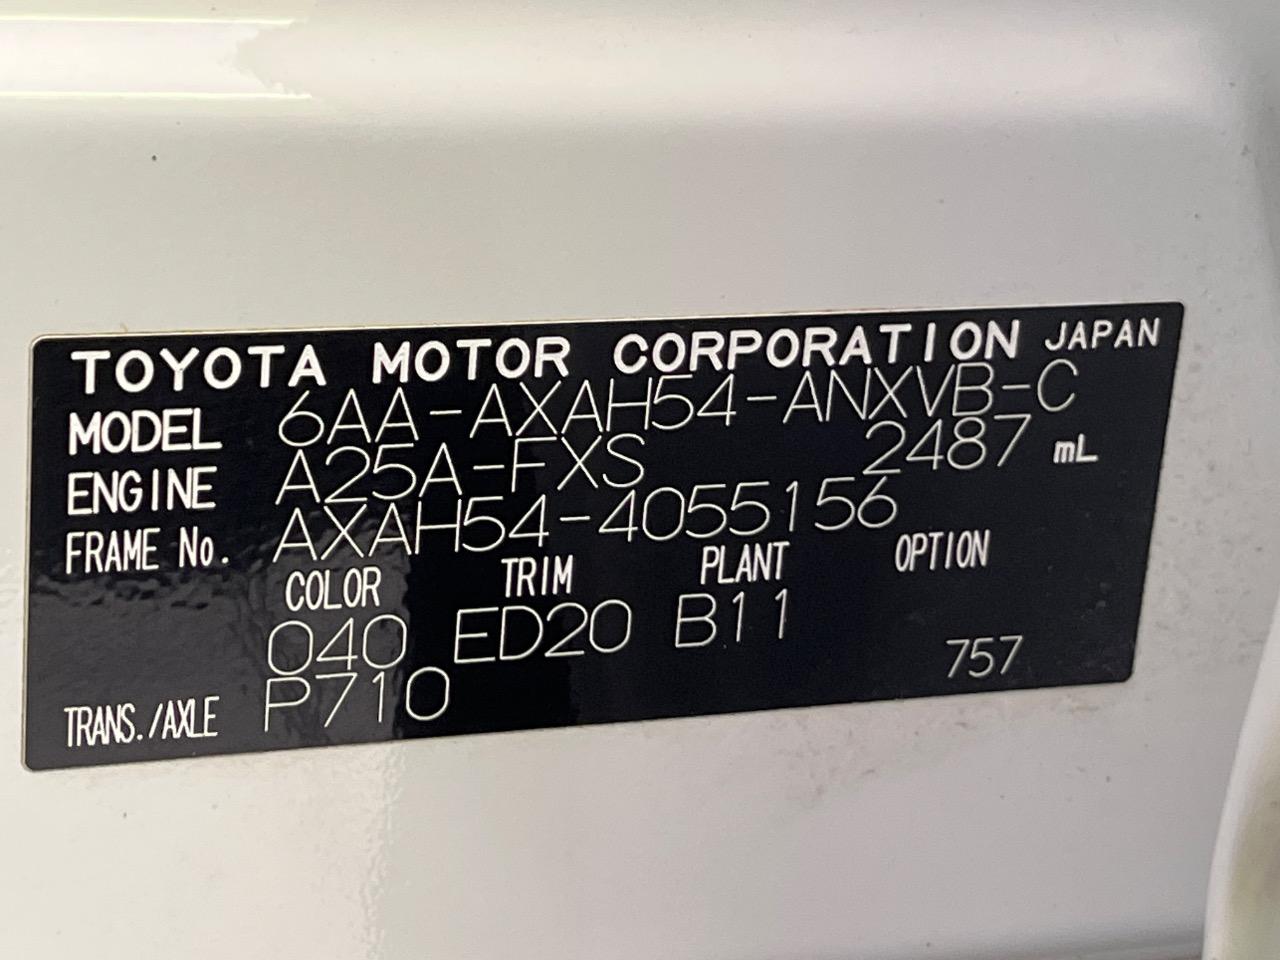 TOYOTA MOTOR CORPORATION JAPAN
MODEL 6AA-AXAH54-ANXVB-C
ENGINE A25A-FXS 2487 mL
FRAME No. AXAH54-4055156
COLOR TRIM PLANT OPTION
040 ED20 B11
TRANS./AXLE P710 757